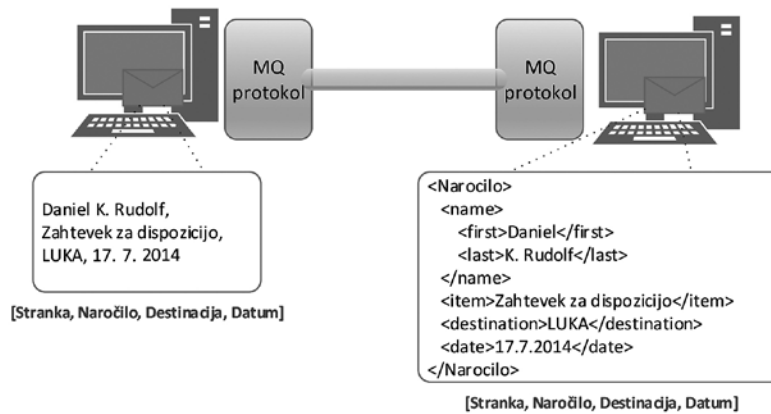 MQ
protokol
MQ
protokol
Daniel K. Rudolf,
Zahtevek za dispozicijo,
LUKA, 17. 7. 2014
[Stranka, Naročilo, Destinacija, Datum]
<Narocilo>
<name>
<first>Daniel</first>
<last>K. Rudolf</last>
</name>
<item>Zahtevek za dispozicijo</item>
<destination>LUKA</destination>
<date>17.7.2014</date>
</Narocilo>
[Stranka, Naročilo, Destinacija, Datum]